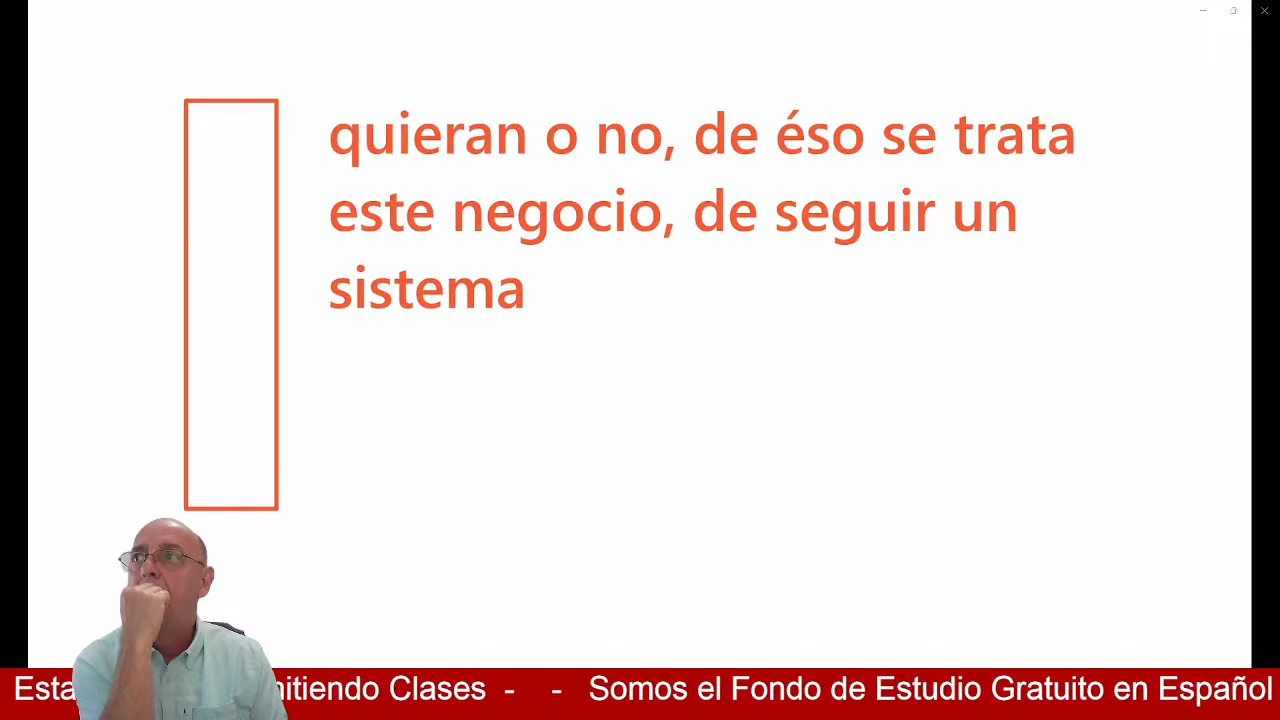 quieran o no, de éso se trata
este negocio, de seguir un
sistema
Esta mitiendo Clases - - Somos el Fondo de Estudio Gratuito en Español